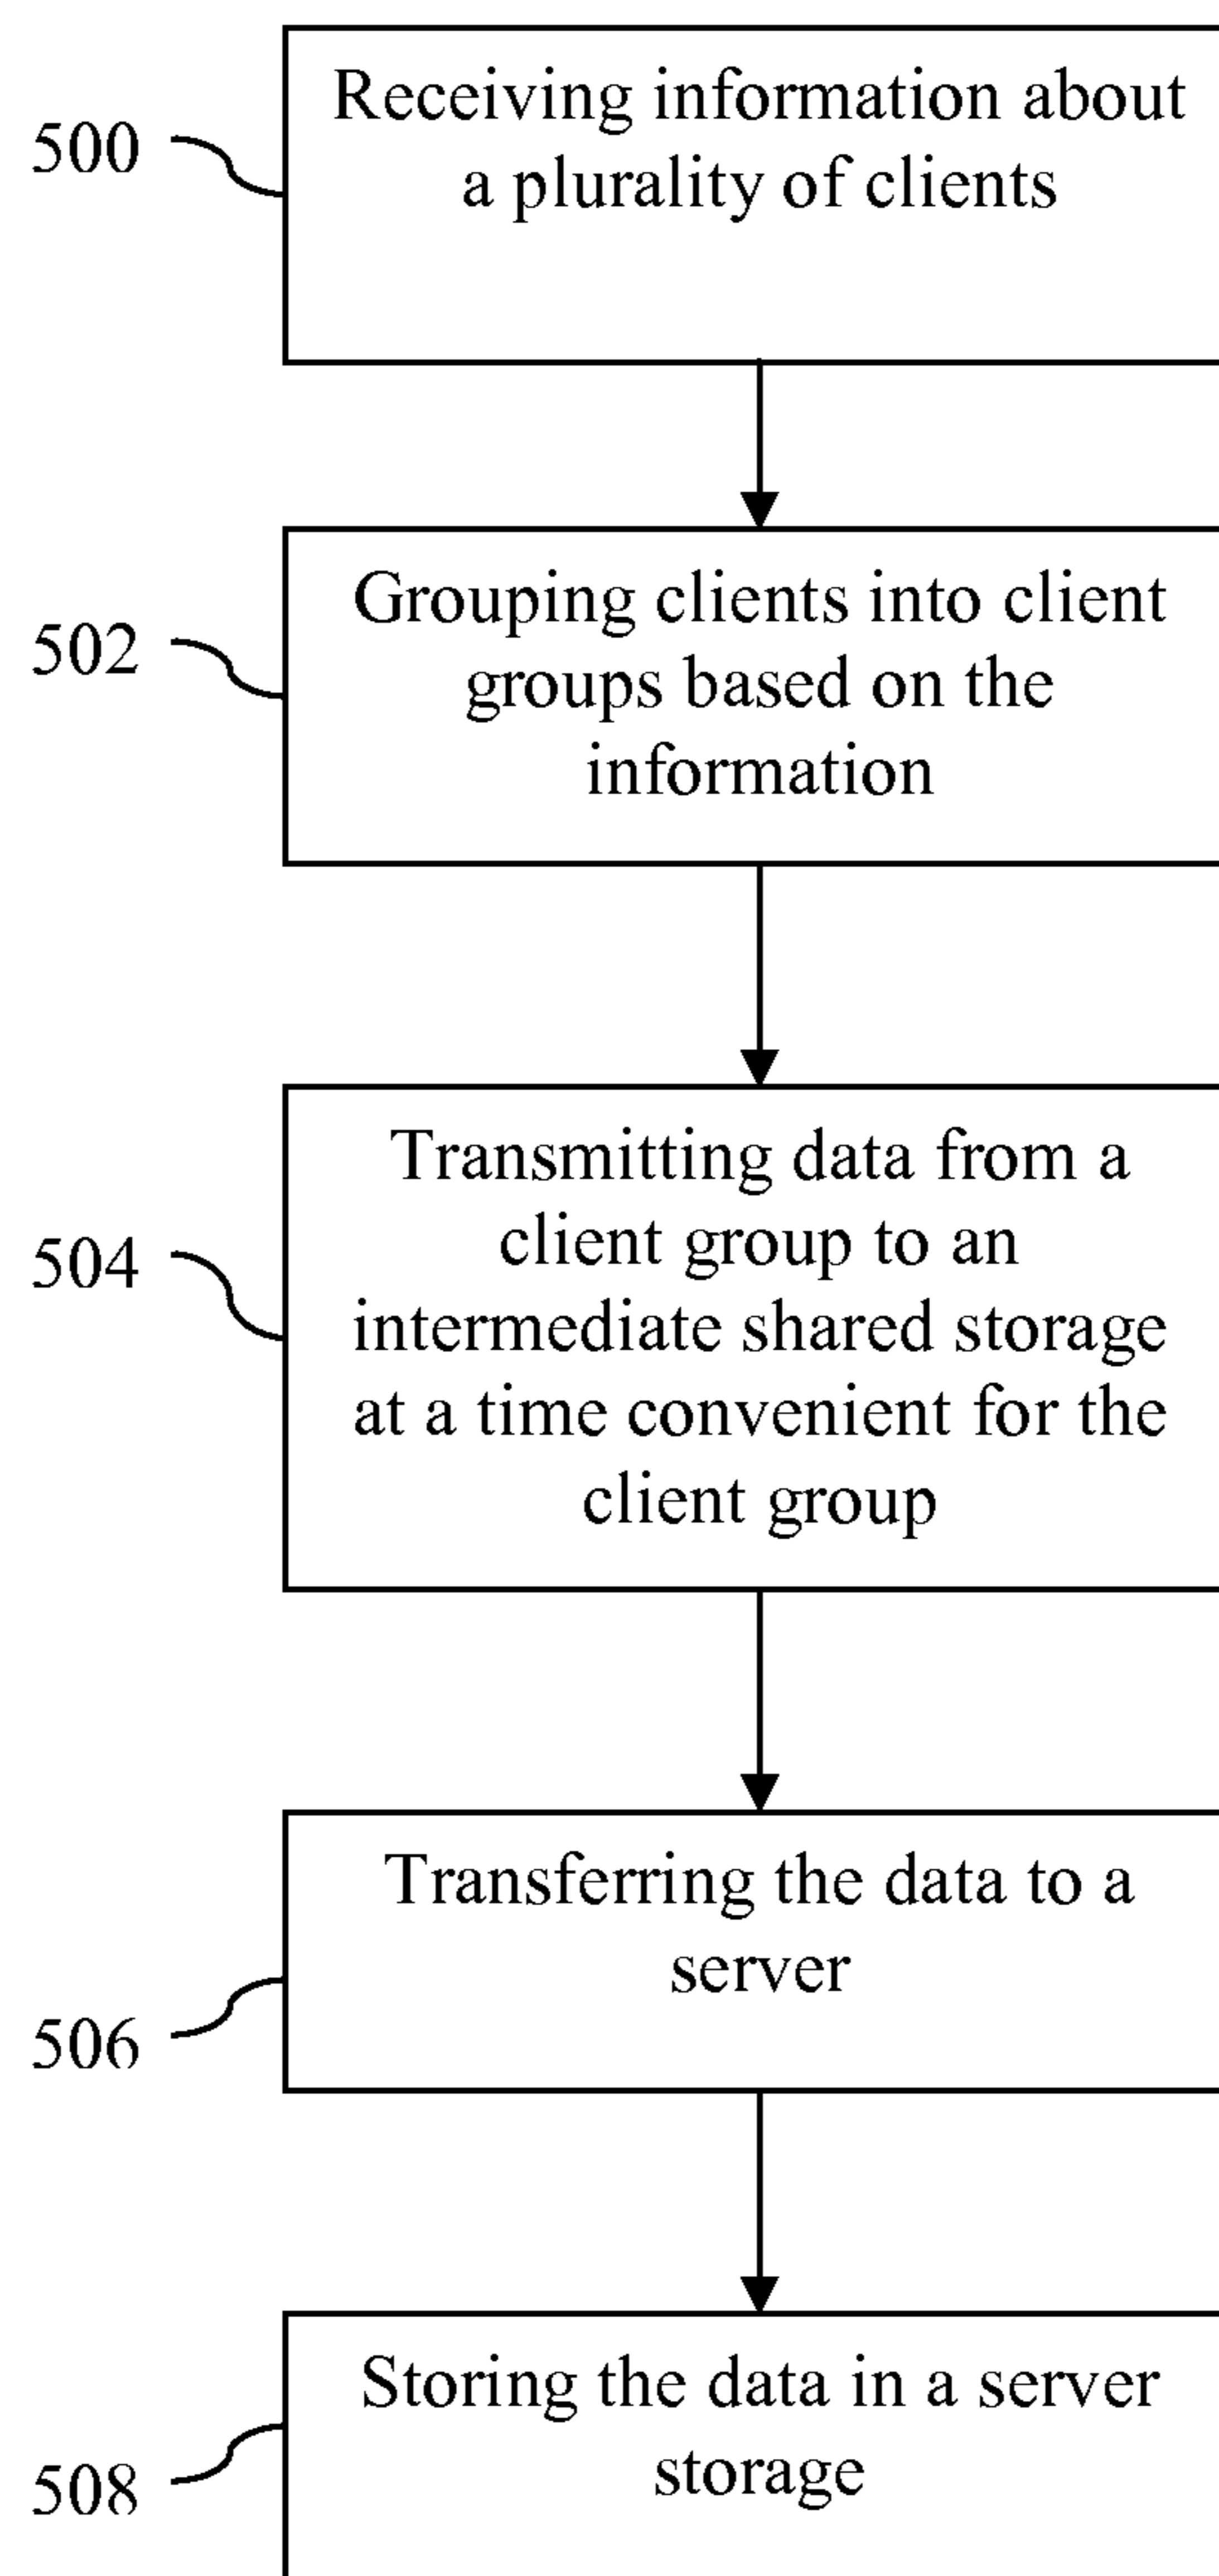 Receiving information about
a plurality of clients
500
Grouping clients into client
groups based on the
information
502
Transmitting data from a
client group to an
intermediate shared storage
at a time convenient for the
client group
504
Transferring the data to a
server
506
Storing the data in a server
storage
508